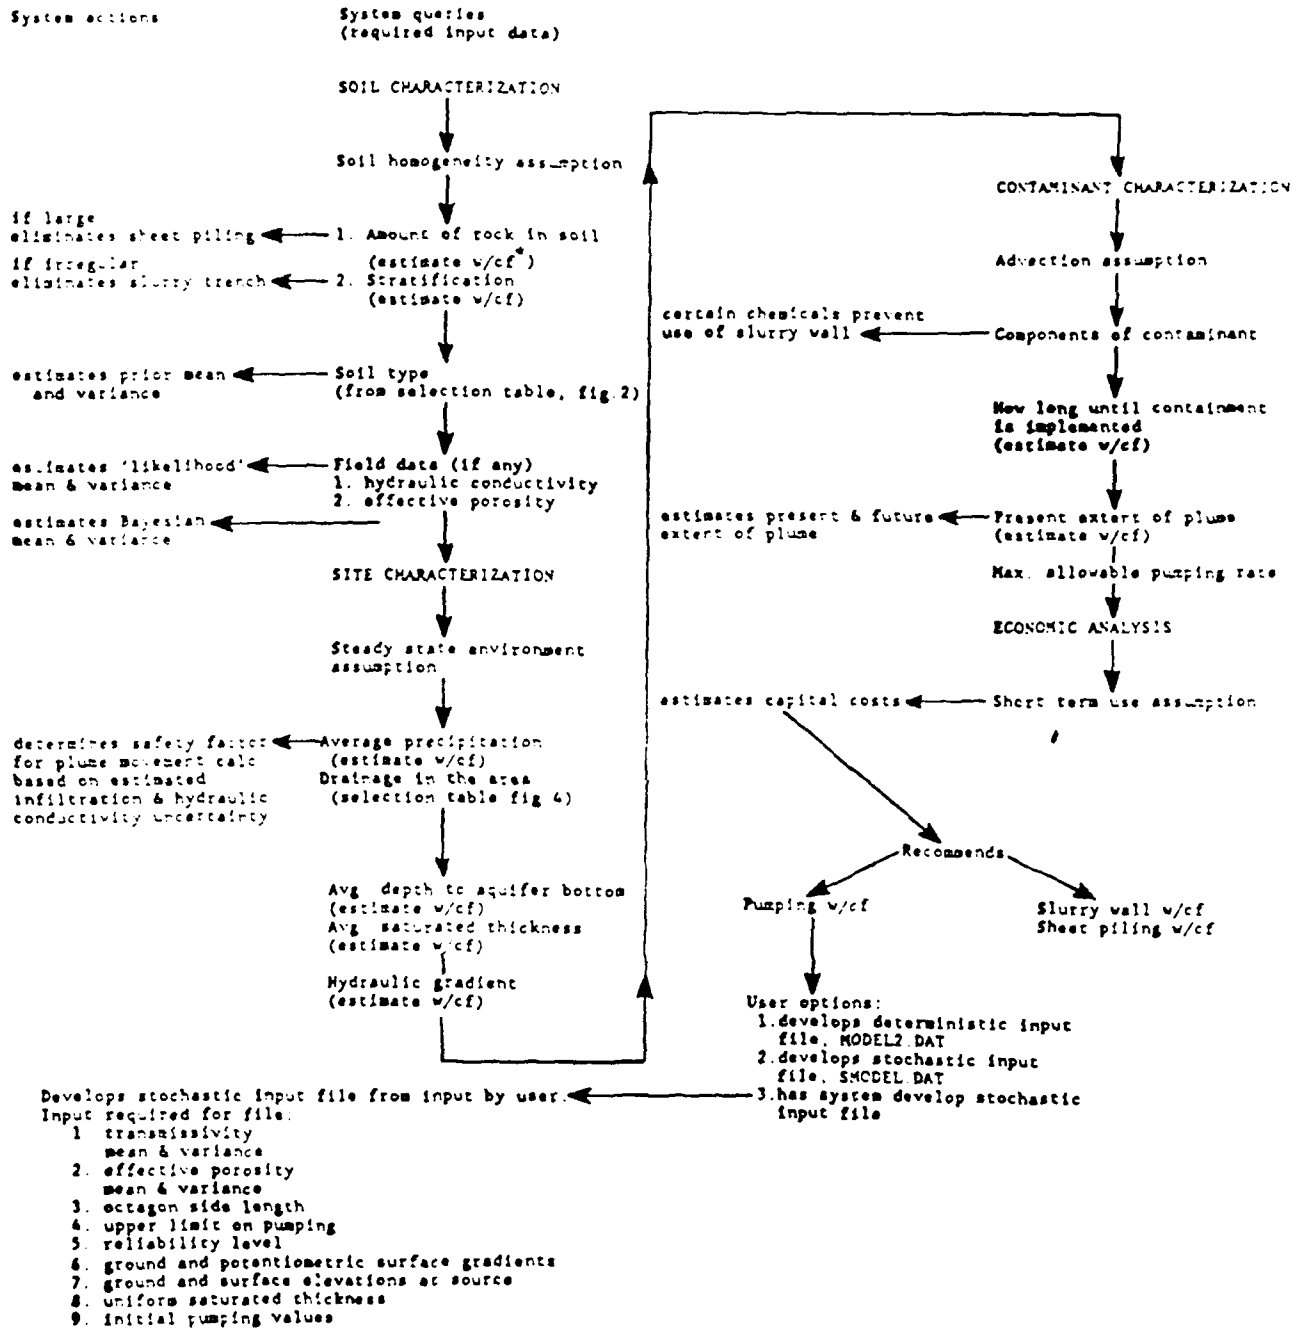 System actions
System queries
(required input data)
SOIL CHARACTERIZATION
Soil homogeneity assumption
if large
eliminates sheet piling
1. Amount of rock in soil
(estimate w/cf*)
if irregular
eliminates slurry trench
2. Stratification
(estimate w/cf)
estimates prior mean
and variance
Soil type
(from selection table, fig.2)
estimates 'likelihood'
mean & variance
Field data (if any)
1. hydraulic conductivity
2. effective porosity
estimates Bayesian
mean & variance
SITE CHARACTERIZATION
Steady state environment
assumption
determines safety factor
for plume movement calc
based on estimated
infiltration & hydraulic
conductivity uncertainty
Average precipitation
(estimate w/cf)
Drainage in the area
(selection table fig 4)
Avg depth to aquifer bottom
(estimate w/cf)
Avg saturated thickness
(estimate w/cf)
Hydraulic gradient
(estimate w/cf)
CONTAMINANT CHARACTERIZATION
Advection assumption
certain chemicals prevent
use of slurry wall
Components of contaminant
How long until containment
is implemented
(estimate w/cf)
estimates present & future
extent of plume
Present extent of plume
(estimate w/cf)
Max. allowable pumping rate
ECONOMIC ANALYSIS
estimates capital costs
Short term use assumption
Recommends
Pumping w/cf
Slurry wall w/cf
Sheet piling w/cf
User options:
1.develops deterministic input
file, MODEL2.DAT
2.develops stochastic input
file, SMODEL.DAT
3.has system develop stochastic
input file
Develops stochastic input file from input by user.
Input required for file:
1 transmissivity
mean & variance
2. effective porosity
mean & variance
3. octagon side length
4. upper limit on pumping
5. reliability level
6. ground and potentiometric surface gradients
7. ground and surface elevations at source
8. uniform saturated thickness
9. initial pumping values